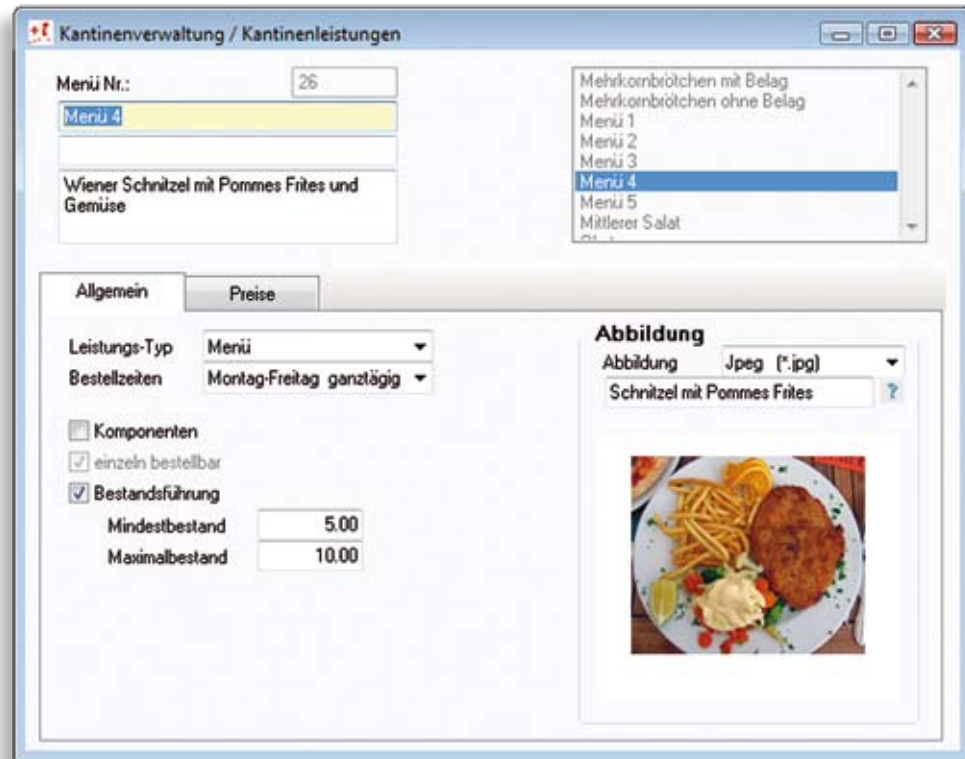 Kantinenverwaltung / Kantinenleistungen
Menü Nr.:
26
Menü 4
Wiener Schnitzel mit Pommes Frites und
Gemüse
Mehrkornbrötchen mit Belag
Mehrkornbrötchen ohne Belag
Menü 1
Menü 2
Menü 3
Menü 4
Menü 5
Mittlerer Salat
Allgemein
Preise
Leistungs-Typ
Menü
Bestellzeiten
Montag-Freitag ganztägig
Komponenten
einzeln bestellbar
Bestandsführung
Mindestbestand
5.00
Maximalbestand
10.00
Abbildung
Abbildung
Jpeg (*.jpg)
Schnitzel mit Pommes Frites
?